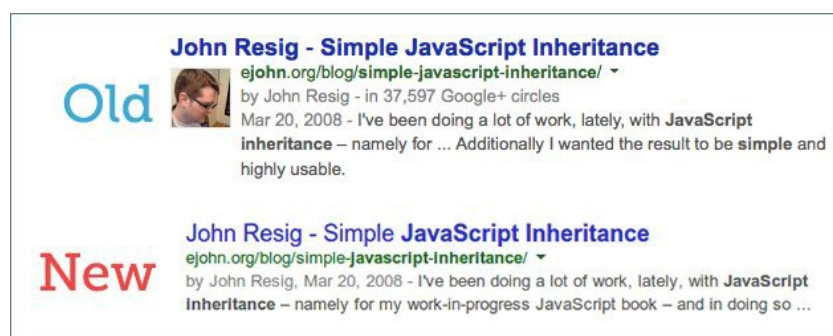 John Resig - Simple JavaScript Inheritance
Old
ejohn.org/blog/simple-javascript-inheritance/
by John Resig - in 37,597 Google+ circles
Mar 20, 2008 - I've been doing a lot of work, lately, with JavaScript
inheritance – namely for ... Additionally I wanted the result to be simple and
highly usable.
New
John Resig - Simple JavaScript Inheritance
ejohn.org/blog/simple-javascript-inheritance/
by John Resig, Mar 20, 2008 - I've been doing a lot of work, lately, with JavaScript
Inheritance – namely for my work-in-progress JavaScript book – and in doing so ...